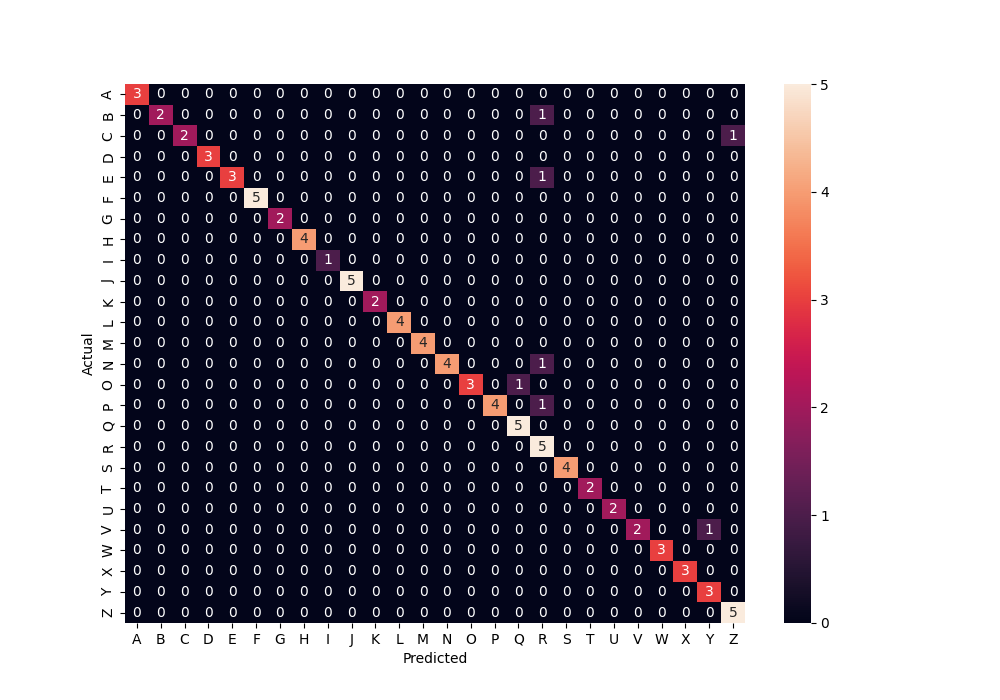 A 3 0 0 0 0 0 0 0 0 0 0 0 0 0 0 0 0 0 0 0 0 0 0 0 0 0
B 0 2 0 0 0 0 0 0 0 0 0 0 0 0 0 0 0 1 0 0 0 0 0 0 0 0
C 0 0 2 0 0 0 0 0 0 0 0 0 0 0 0 0 0 0 0 0 0 0 0 0 0 1
D 0 0 0 3 0 0 0 0 0 0 0 0 0 0 0 0 0 0 0 0 0 0 0 0 0 0
E 0 0 0 0 3 0 0 0 0 0 0 0 0 0 0 0 0 1 0 0 0 0 0 0 0 0
F 0 0 0 0 0 5 0 0 0 0 0 0 0 0 0 0 0 0 0 0 0 0 0 0 0 0
G 0 0 0 0 0 0 2 0 0 0 0 0 0 0 0 0 0 0 0 0 0 0 0 0 0 0
H 0 0 0 0 0 0 0 4 0 0 0 0 0 0 0 0 0 0 0 0 0 0 0 0 0 0
I 0 0 0 0 0 0 0 0 1 0 0 0 0 0 0 0 0 0 0 0 0 0 0 0 0 0
J 0 0 0 0 0 0 0 0 0 5 0 0 0 0 0 0 0 0 0 0 0 0 0 0 0 0
K 0 0 0 0 0 0 0 0 0 0 2 0 0 0 0 0 0 0 0 0 0 0 0 0 0 0
L 0 0 0 0 0 0 0 0 0 0 0 4 0 0 0 0 0 0 0 0 0 0 0 0 0 0
M 0 0 0 0 0 0 0 0 0 0 0 0 4 0 0 0 0 0 0 0 0 0 0 0 0 0
N 0 0 0 0 0 0 0 0 0 0 0 0 0 4 0 0 0 1 0 0 0 0 0 0 0 0
O 0 0 0 0 0 0 0 0 0 0 0 0 0 0 3 0 1 0 0 0 0 0 0 0 0 0
P 0 0 0 0 0 0 0 0 0 0 0 0 0 0 0 4 0 1 0 0 0 0 0 0 0 0
Q 0 0 0 0 0 0 0 0 0 0 0 0 0 0 0 0 5 0 0 0 0 0 0 0 0 0
R 0 0 0 0 0 0 0 0 0 0 0 0 0 0 0 0 0 5 0 0 0 0 0 0 0 0
S 0 0 0 0 0 0 0 0 0 0 0 0 0 0 0 0 0 0 4 0 0 0 0 0 0 0
T 0 0 0 0 0 0 0 0 0 0 0 0 0 0 0 0 0 0 0 2 0 0 0 0 0 0
U 0 0 0 0 0 0 0 0 0 0 0 0 0 0 0 0 0 0 0 0 2 0 0 0 0 0
V 0 0 0 0 0 0 0 0 0 0 0 0 0 0 0 0 0 0 0 0 0 2 0 0 1 0
W 0 0 0 0 0 0 0 0 0 0 0 0 0 0 0 0 0 0 0 0 0 0 3 0 0 0
X 0 0 0 0 0 0 0 0 0 0 0 0 0 0 0 0 0 0 0 0 0 0 0 3 0 0
Y 0 0 0 0 0 0 0 0 0 0 0 0 0 0 0 0 0 0 0 0 0 0 0 0 3 0
Z 0 0 0 0 0 0 0 0 0 0 0 0 0 0 0 0 0 0 0 0 0 0 0 0 0 5
A B C D E F G H I J K L M N O P Q R S T U V W X Y Z
Predicted
Actual
5
4
3
2
1
0